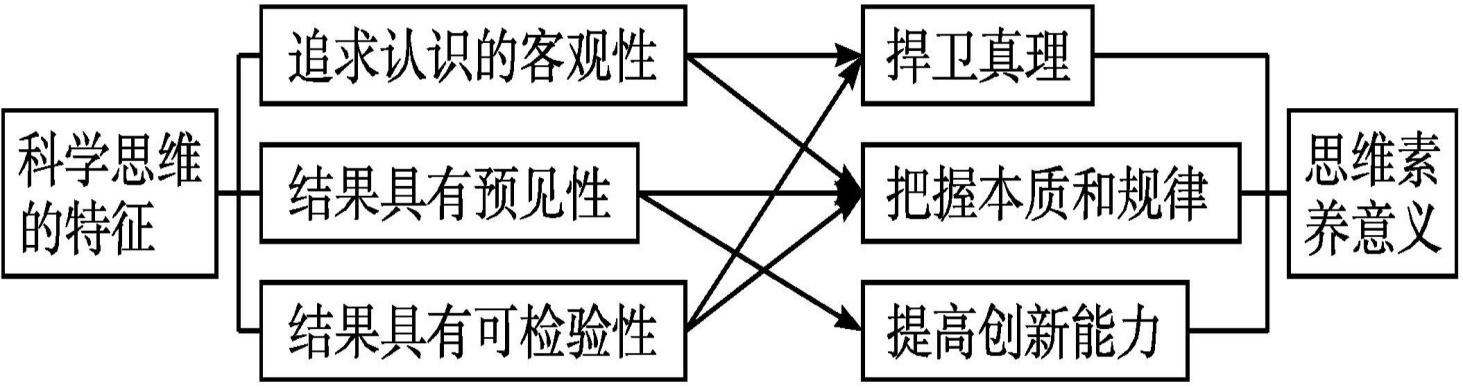 科学思维
的特征
追求认识的客观性
结果具有预见性
结果具有可检验性
捍卫真理
把握本质和规律
提高创新能力
思维素
养意义